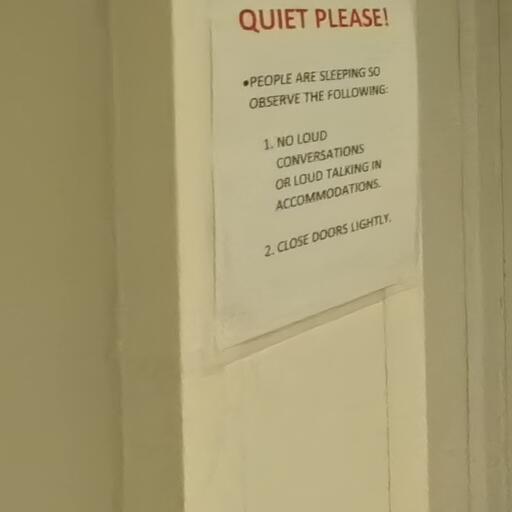 QUIET PLEASE!
•PEOPLE ARE SLEEPING SO
OBSERVE THE FOLLOWING:
1. NO LOUD
CONVERSATIONS
OR LOUD TALKING IN
ACCOMMODATIONS.
2. CLOSE DOORS LIGHTLY.